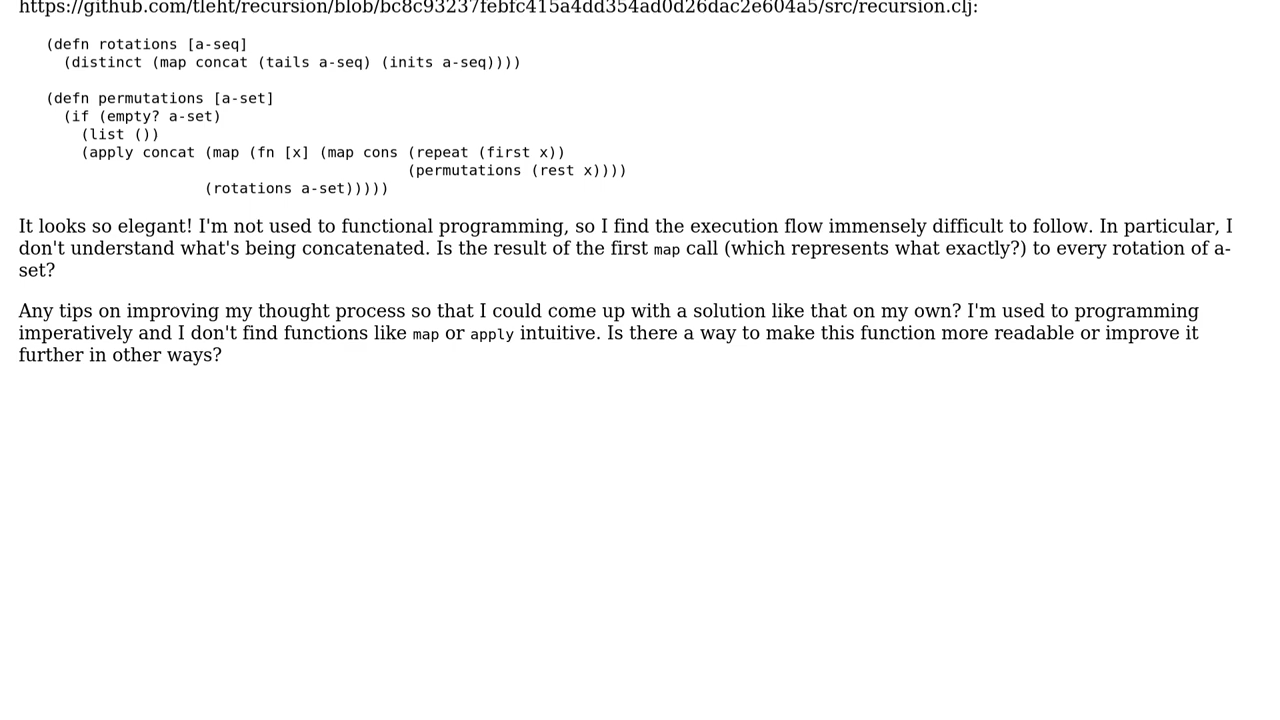 https://github.com/tleht/recursion/blob/bc8c93237febfc415a4dd354ad0d26dac2e604a5/src/recursion.clj:
(defn rotations [a-seq]
  (distinct (map concat (tails a-seq) (inits a-seq))))
(defn permutations [a-set]
  (if (empty? a-set)
    (list ())
    (apply concat (map (fn [x] (map cons (repeat (first x))
                                         (permutations (rest x))))
                  (rotations a-set)))))
It looks so elegant! I'm not used to functional programming, so I find the execution flow immensely difficult to follow. In particular, I
don't understand what's being concatenated. Is the result of the first map call (which represents what exactly?) to every rotation of a-
set?
Any tips on improving my thought process so that I could come up with a solution like that on my own? I'm used to programming
imperatively and I don't find functions like map or apply intuitive. Is there a way to make this function more readable or improve it
further in other ways?